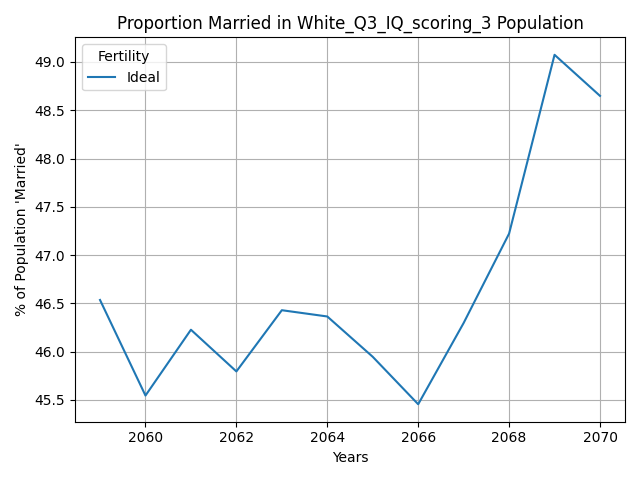 Proportion Married in White_Q3_IQ_scoring_3 Population
Fertility
Ideal
% of Population 'Married'
49.0
48.5
48.0
47.5
47.0
46.5
46.0
45.5
2060 2062 2064 2066 2068 2070
Years